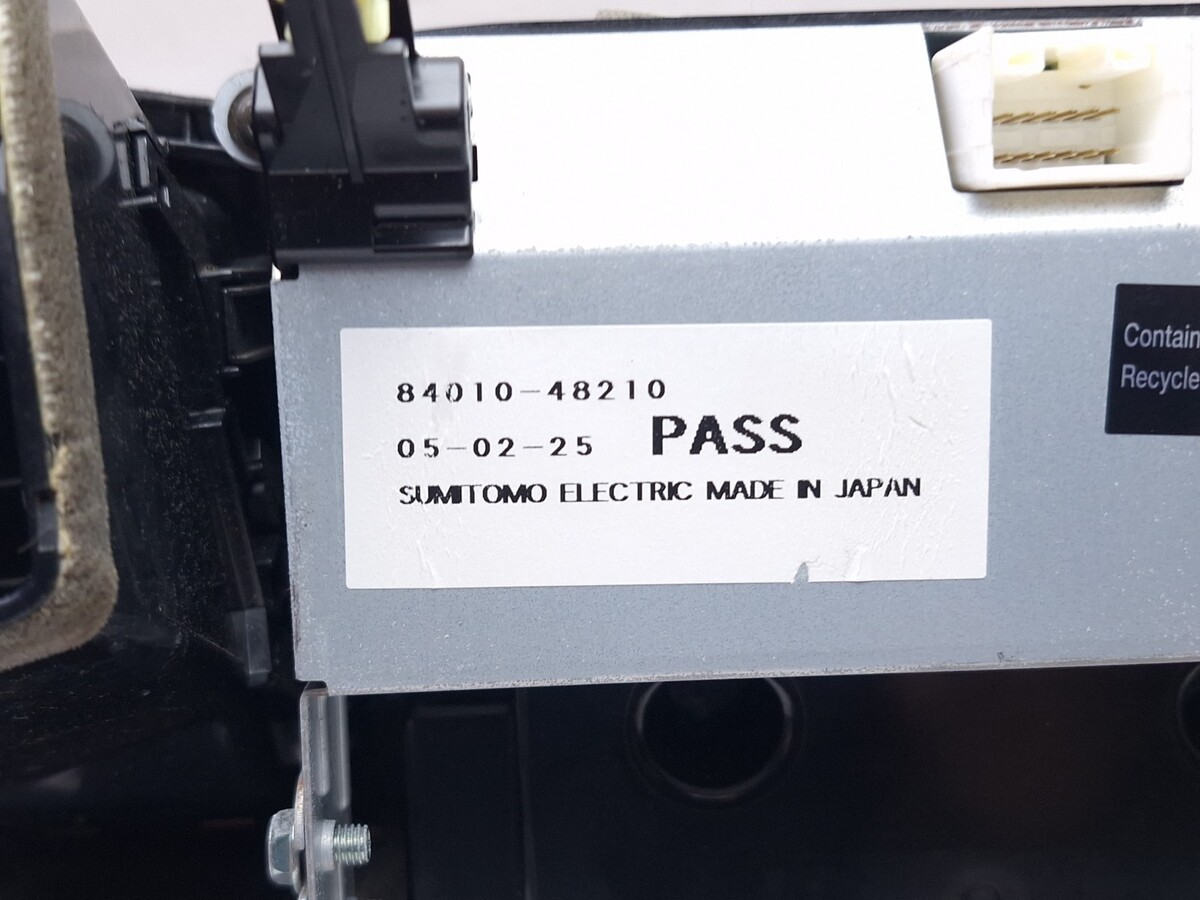 84010-48210
05-02-25 PASS
SUMITOMO ELECTRIC MADE IN JAPAN
Contain
Recycle